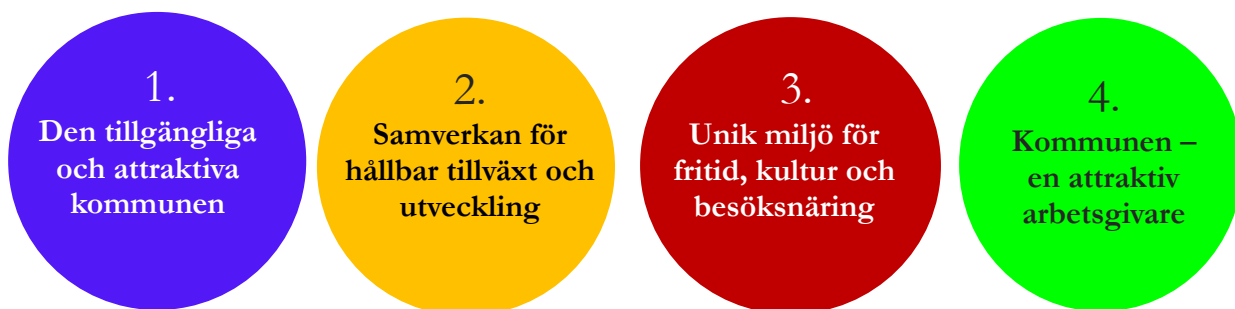 1.
Den tillgängliga
och attraktiva
kommunen
2.
Samverkan för
hållbar tillväxt och
utveckling
3.
Unik miljö för
fritid, kultur och
besöksnäring
4.
Kommunen –
en attraktiv
arbetsgivare